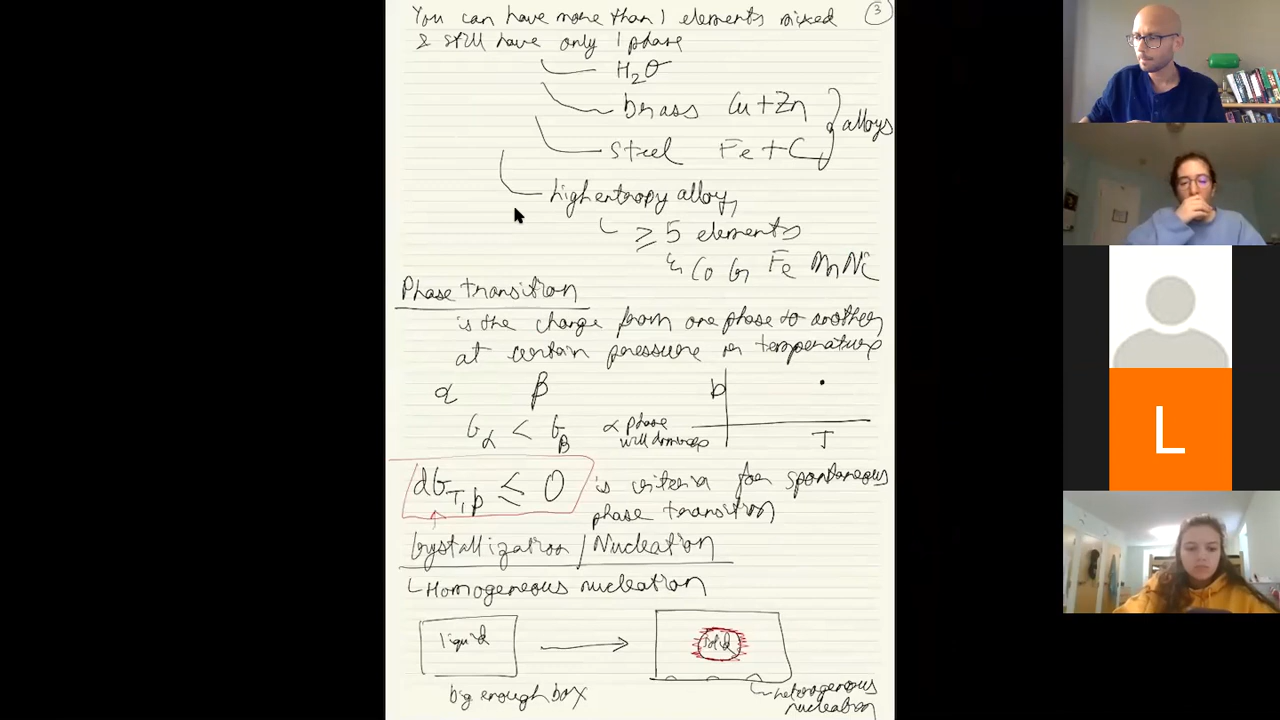 You can have more than 1 elements mixed
3
& still have only 1 phase
H2O
brass Cu+Zn
alloys
steel Fe+C
high entropy alloy,
≥ 5 elements
Co Cr Fe Mn Ni
Phase transition
is the change from one phase to another
at certain pressure or temperature
α β
p
T
Gα < Gβ
α phase
will dominate
dG T,p ≤ 0
is criteria for spontaneous
phase transition
Crystallization / Nucleation
Homogeneous nucleation
liquid
solid
big enough box
heterogenous
nucleation
L